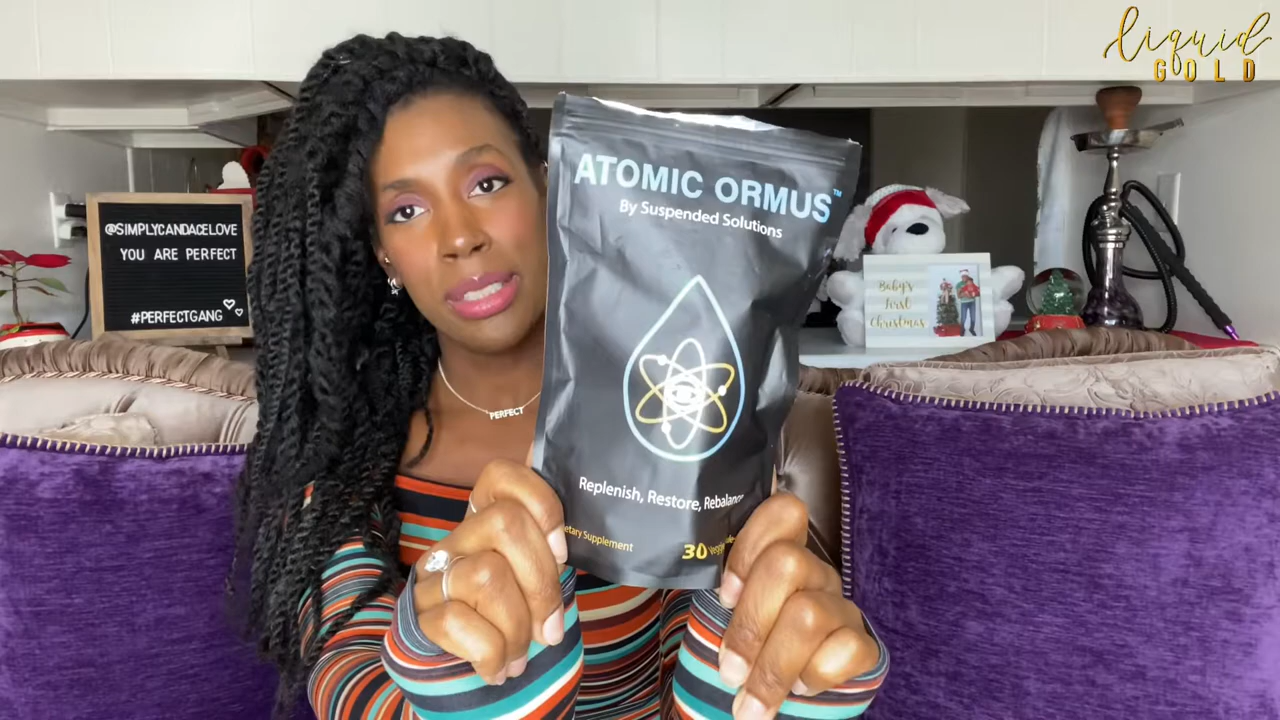 liquid
GOLD
@SIMPLYCANDACELOVE
YOU ARE PERFECT
#PERFECTGANG
ATOMIC ORMUS™
By Suspended Solutions
Replenish, Restore, Rebalance
Supplement
30
PERFECT
Baby's
First
Christmas